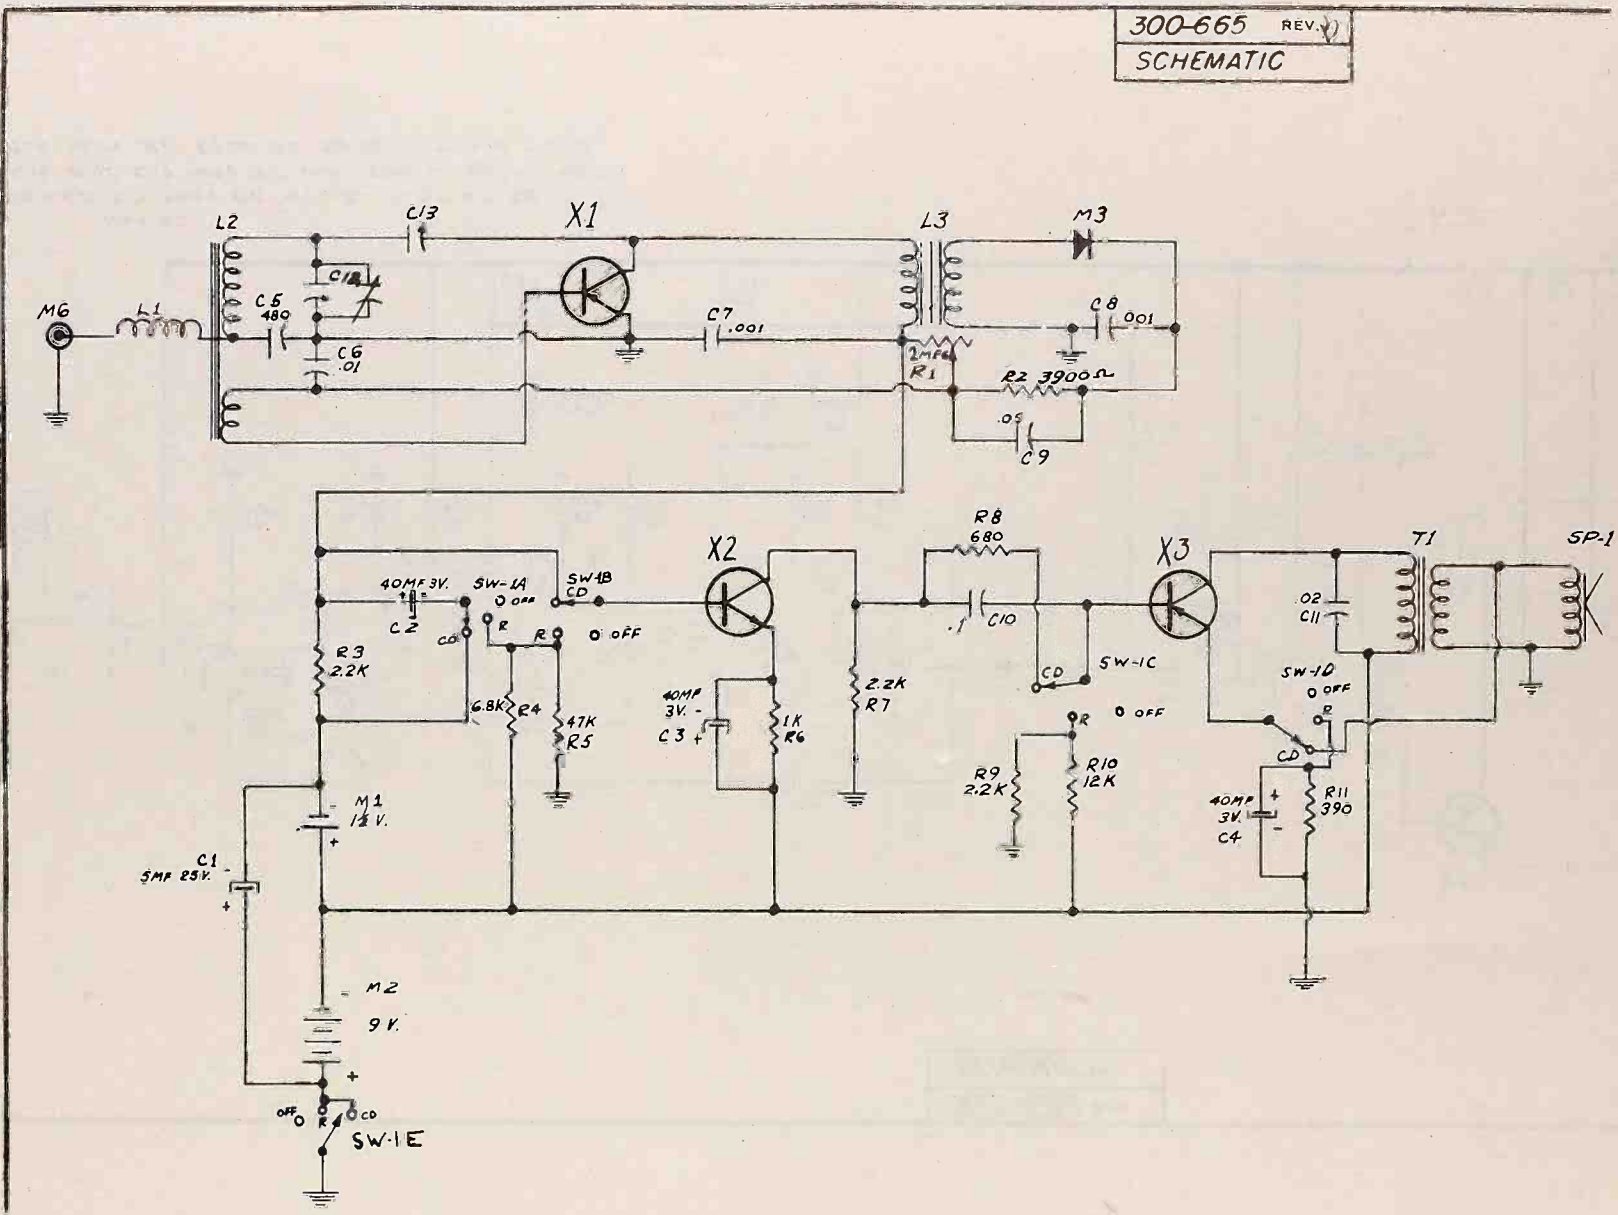 300-665 REV.
SCHEMATIC
L2
C13
X1
L3
M3
M6
L1
C5
480
C12
C6
.01
C7
.001
C8
.001
R1
R2 3900Ω
.05
C9
40MF 3V.
+ -
C2
SW-1A
OFF
R
CD
SW-1B
CD
R
OFF
X2
R8
680
.1
C10
X3
T1
SP-1
.02
C11
R3
2.2K
6.8K
R4
47K
R5
40MF
3V. -
C3 +
1K
R6
2.2K
R7
CD
SW-1C
R
OFF
SW-1D
OFF
R
CD
R9
2.2K
R10
12K
40MF
3V.
C4
+
-
R11
390
M1
1½ V.
-
+
C1
5MF 25V.
-
+
- M2
9 V.
+
OFF
R
CD
SW-1E